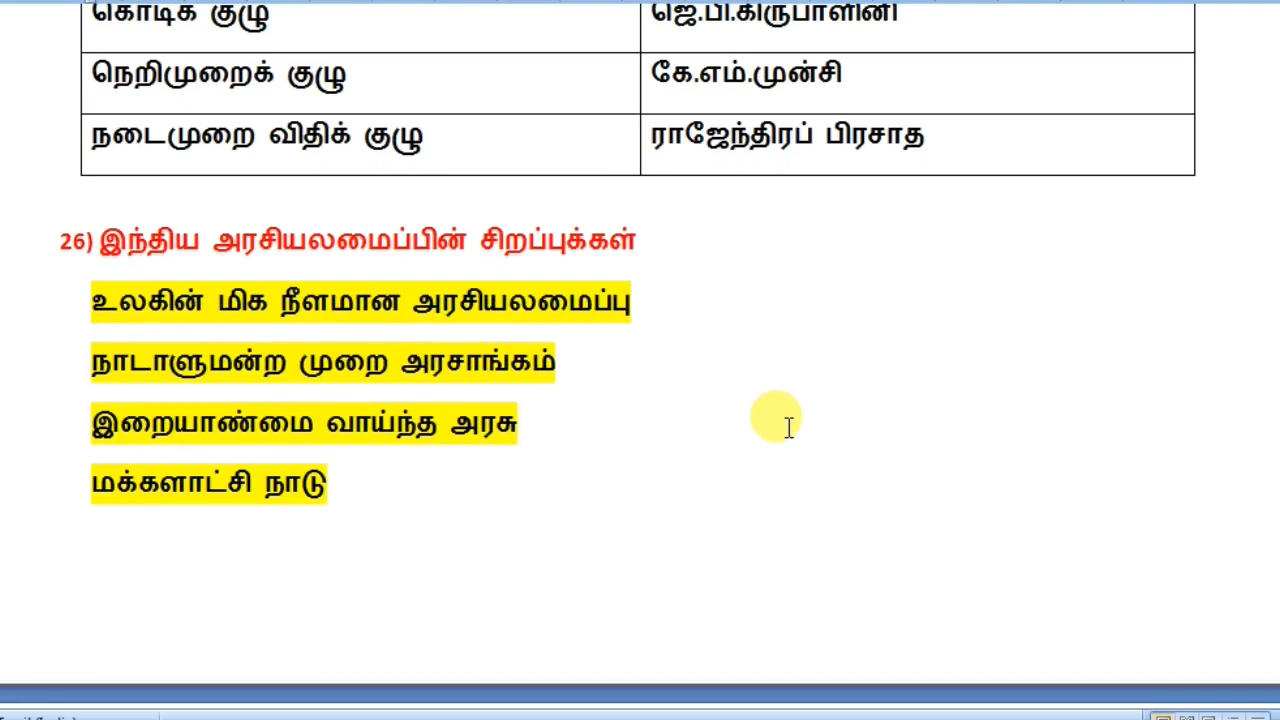 கொடிக் குழு ஜெ.பி.கிருபாளினி
நெறிமுறைக் குழு கே.எம்.முன்சி
நடைமுறை விதிக் குழு ராஜேந்திரப் பிரசாத
26) இந்திய அரசியலமைப்பின் சிறப்புக்கள்
உலகின் மிக நீளமான அரசியலமைப்பு
நாடாளுமன்ற முறை அரசாங்கம்
இறையாண்மை வாய்ந்த அரசு
மக்களாட்சி நாடு